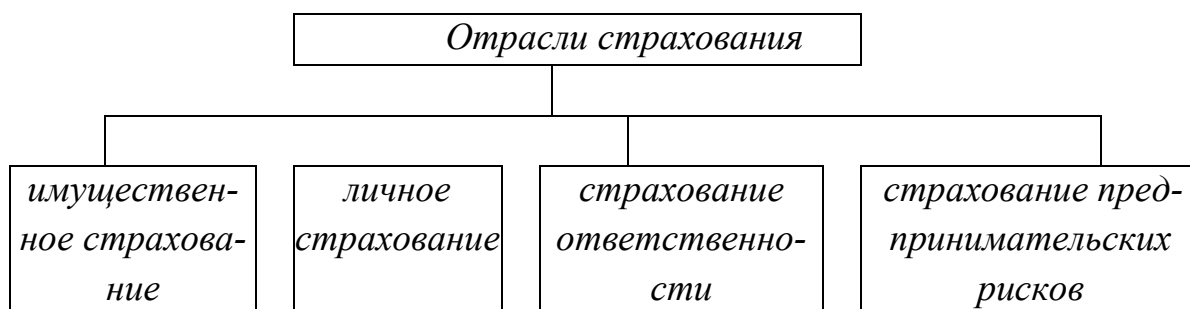 Отрасли страхования
имуществен-
ное страхова-
ние
личное
страхование
страхование
ответственно-
сти
страхование пред-
принимательских
рисков